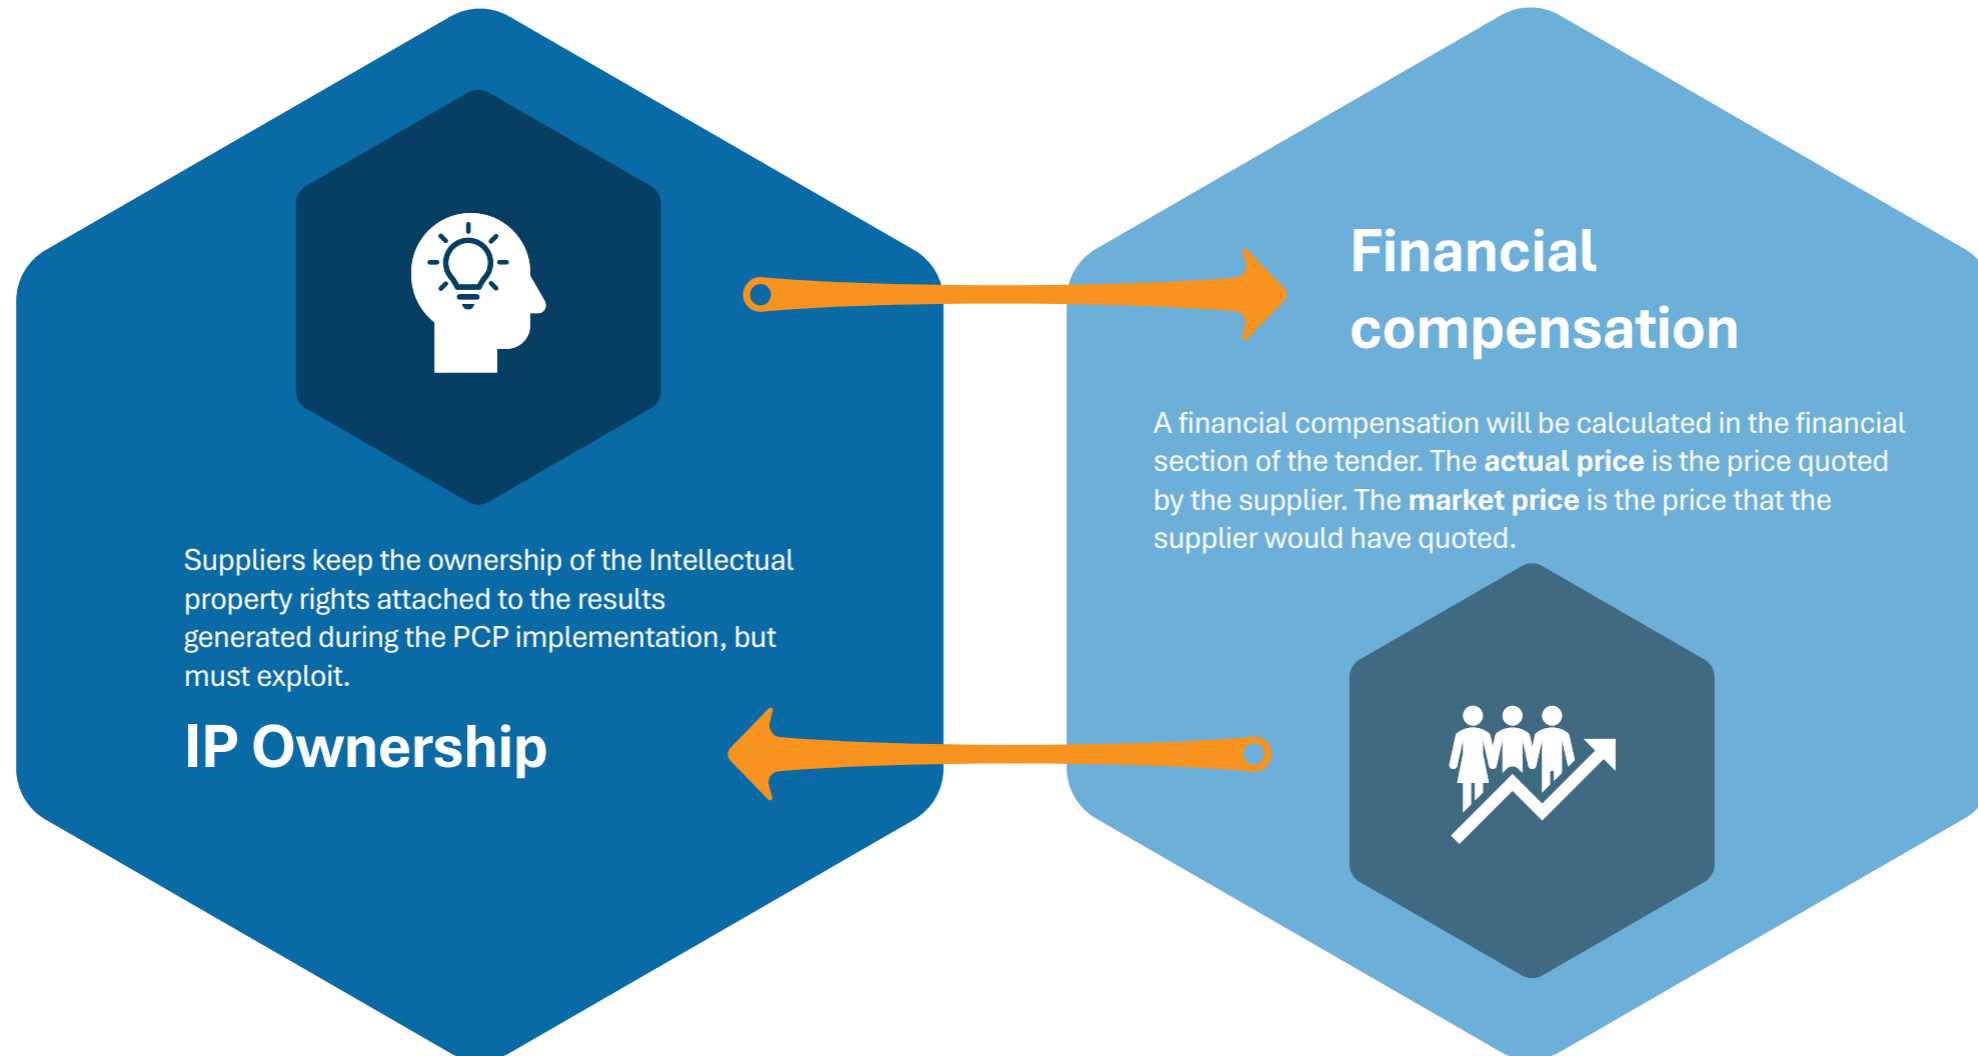 Suppliers keep the ownership of the Intellectual
property rights attached to the results
generated during the PCP implementation, but
must exploit.
IP Ownership
Financial
compensation
A financial compensation will be calculated in the financial
section of the tender. The actual price is the price quoted
by the supplier. The market price is the price that the
supplier would have quoted.